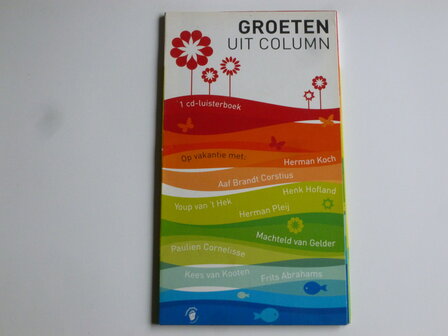 GROETEN
UIT COLUMN
1 cd-luisterboek
Op vakantie met:
Herman Koch
Aaf Brandt Corstius
Henk Hofland
Youp van 't Hek
Herman Pleij
Machteld van Gelder
Paulien Cornelisse
Kees van Kooten
Frits Abrahams